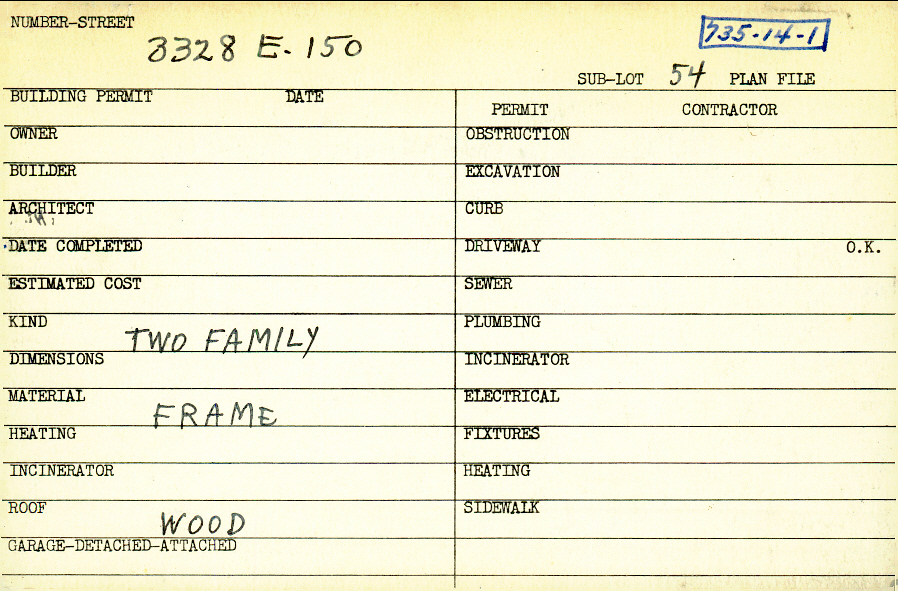 NUMBER-STREET
3328 E. 150
735-14-1
SUB-LOT 54 PLAN FILE
BUILDING PERMIT DATE
PERMIT CONTRACTOR
OWNER
OBSTRUCTION
BUILDER
EXCAVATION
ARCHITECT
CURB
DATE COMPLETED
DRIVEWAY O.K.
ESTIMATED COST
SEWER
KIND
TWO FAMILY
PLUMBING
DIMENSIONS
INCINERATOR
MATERIAL
FRAME
ELECTRICAL
HEATING
FIXTURES
INCINERATOR
HEATING
ROOF
WOOD
SIDEWALK
GARAGE-DETACHED-ATTACHED